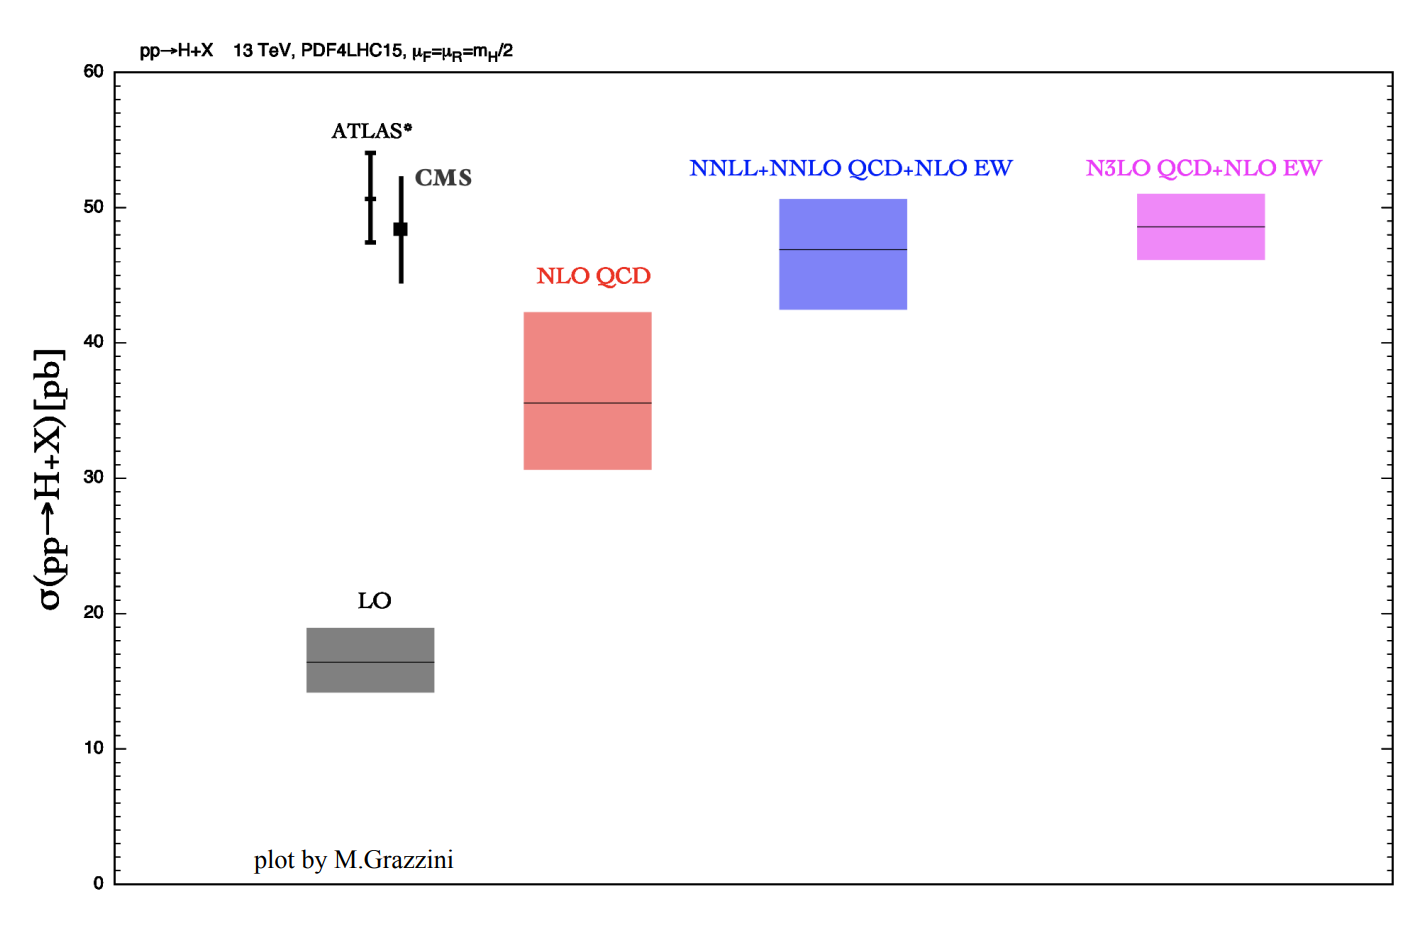 pp→H+X 13 TeV, PDF4LHC15, μF=μR=mH/2
60
ATLAS*
CMS
NNLL+NNLO QCD+NLO EW
N3LO QCD+NLO EW
50
NLO QCD
40
σ(pp→H+X)[pb]
30
LO
20
10
plot by M.Grazzini
0